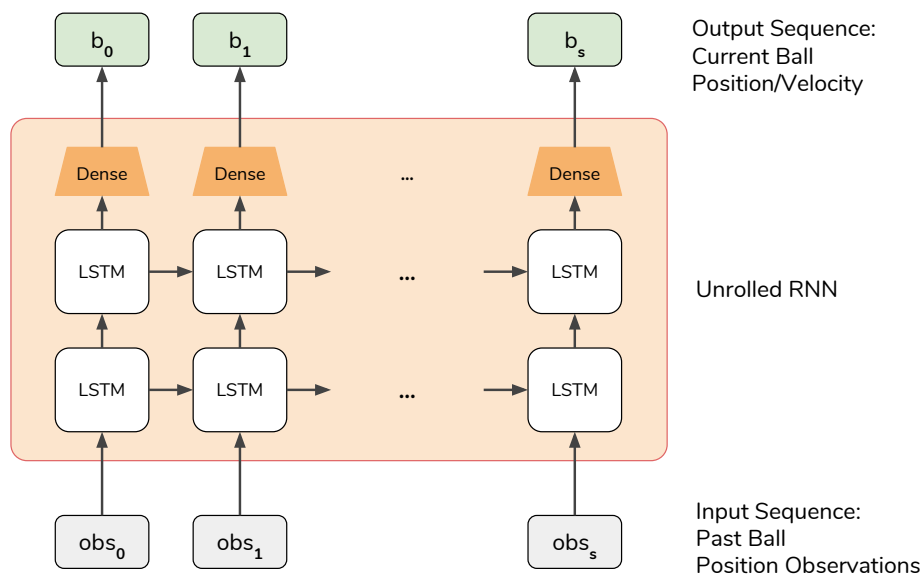 b0 b1 bs
Output Sequence:
Current Ball
Position/Velocity
Dense Dense ... Dense
LSTM LSTM ... LSTM
Unrolled RNN
LSTM LSTM ... LSTM
obs0 obs1 obss
Input Sequence:
Past Ball
Position Observations